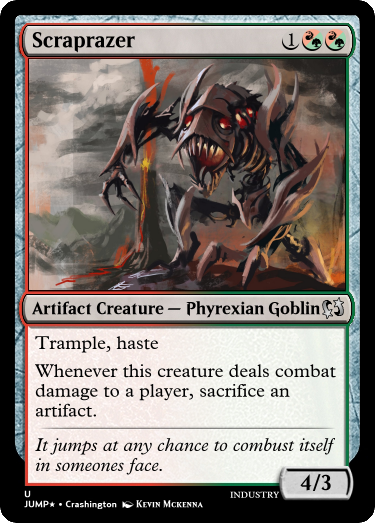 Scraprazer 1
Artifact Creature — Phyrexian Goblin
Trample, haste
Whenever this creature deals combat
damage to a player, sacrifice an
artifact.
It jumps at any chance to combust itself
in someones face.
4/3
U
JUMP★ • Crashington Kevin Mckenna
INDUSTRY